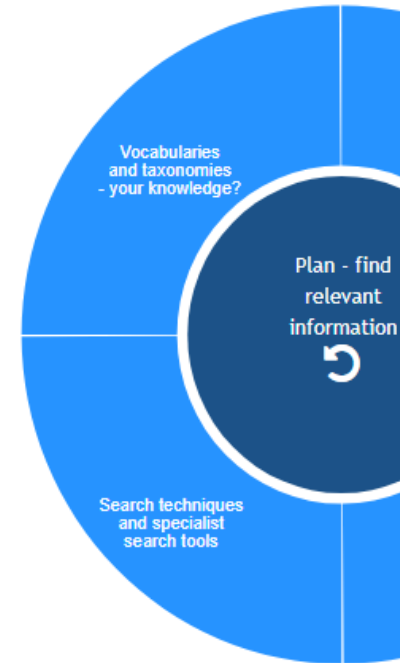 Vocabularies
and taxonomies
- your knowledge?
Plan - find
relevant
information
Search techniques
and specialist
search tools